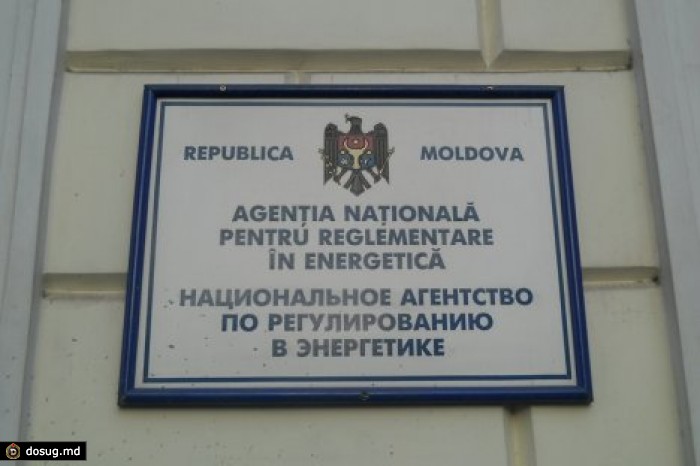 REPUBLICA MOLDOVA
AGENȚIA NAȚIONALĂ
PENTRU REGLEMENTARE
ÎN ENERGETICĂ
НАЦИОНАЛЬНОЕ АГЕНТСТВО
ПО РЕГУЛИРОВАНИЮ
В ЭНЕРГЕТИКЕ
dosug.md